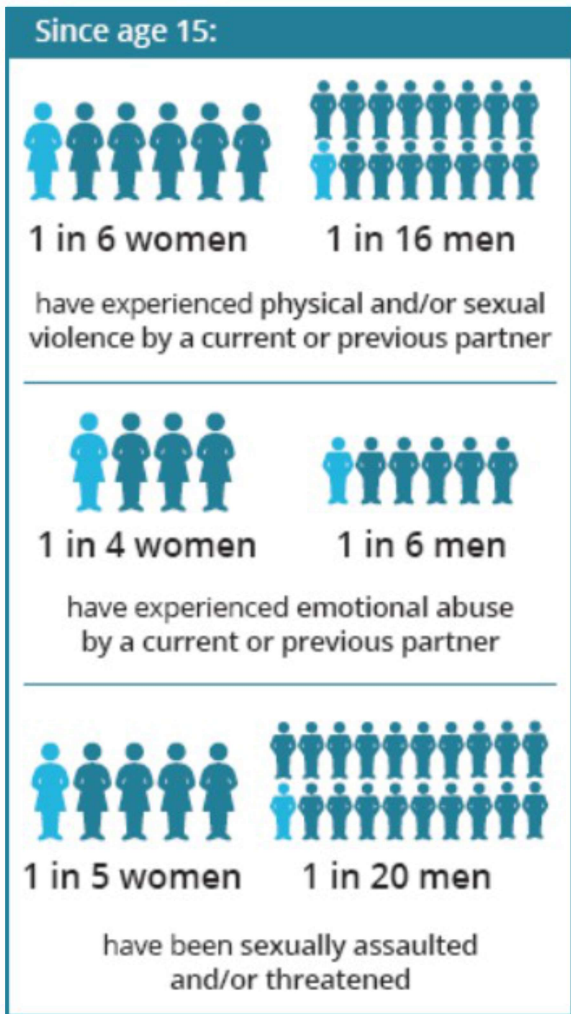 Since age 15:
1 in 6 women
1 in 16 men
have experienced physical and/or sexual
violence by a current or previous partner
1 in 4 women
1 in 6 men
have experienced emotional abuse
by a current or previous partner
1 in 5 women
1 in 20 men
have been sexually assaulted
and/or threatened